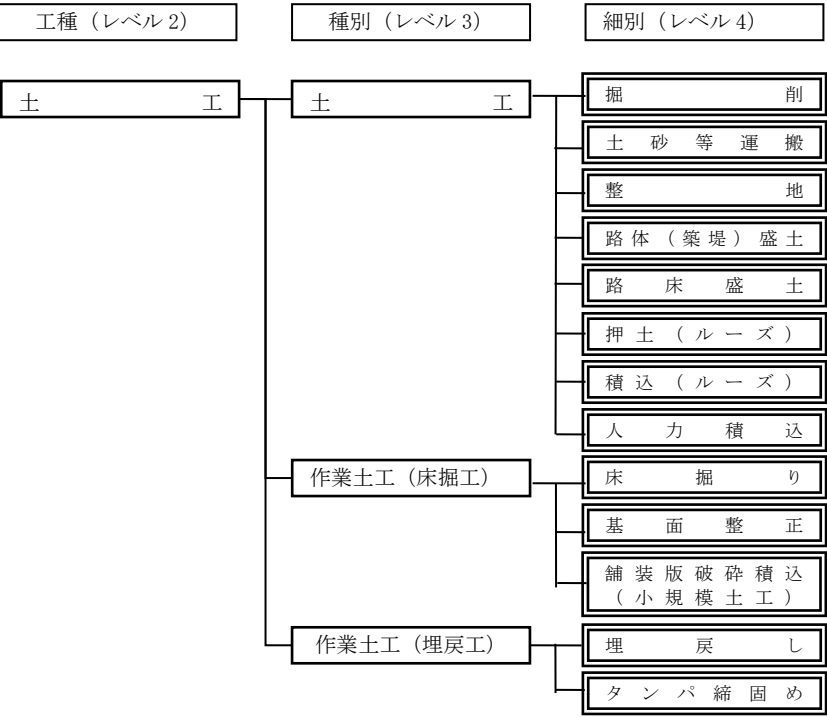 工種（レベル2）
種別（レベル3）
細別（レベル4）
土工
土工
掘削
土砂等運搬
整地
路体（築堤）盛土
路床盛土
押土（ルーズ）
積込（ルーズ）
人力積込
作業土工（床掘工）
床掘り
基面整正
舗装版破砕積込
（小規模土工）
作業土工（埋戻工）
埋戻し
タンパ締固め